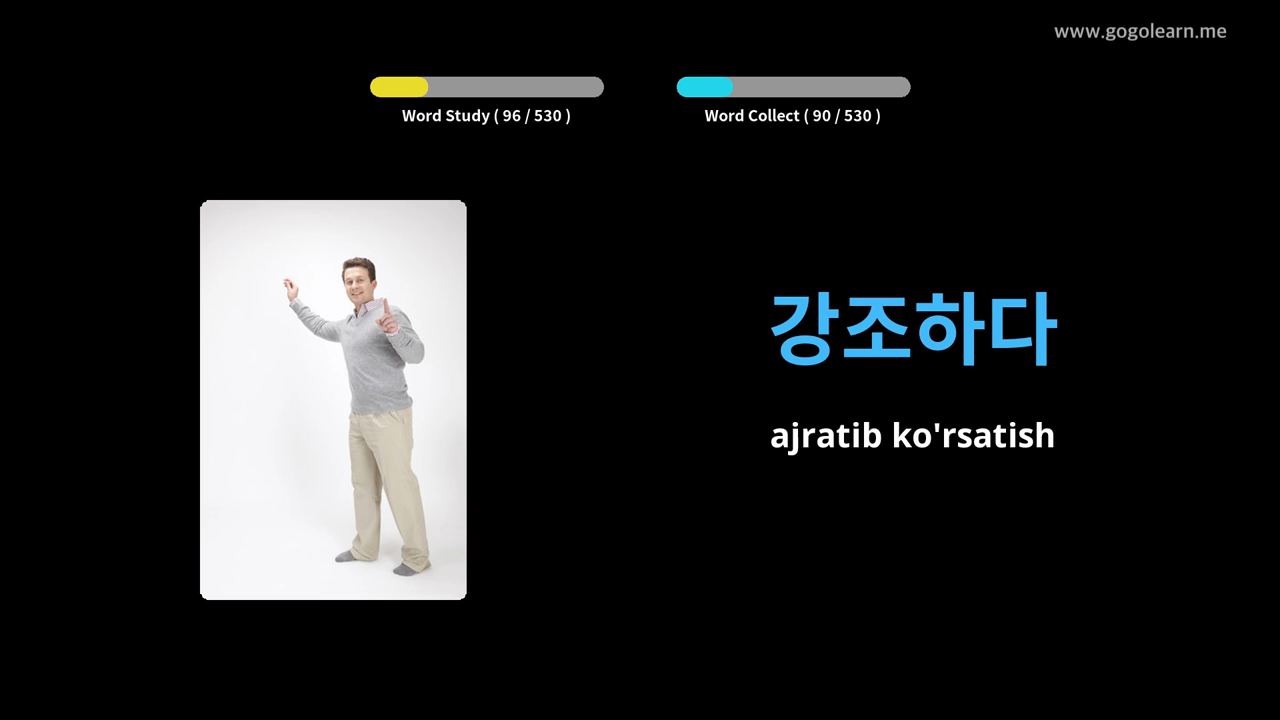 www.gogolearn.me
Word Study ( 96 / 530 )
Word Collect ( 90 / 530 )
강조하다
ajratib ko'rsatish